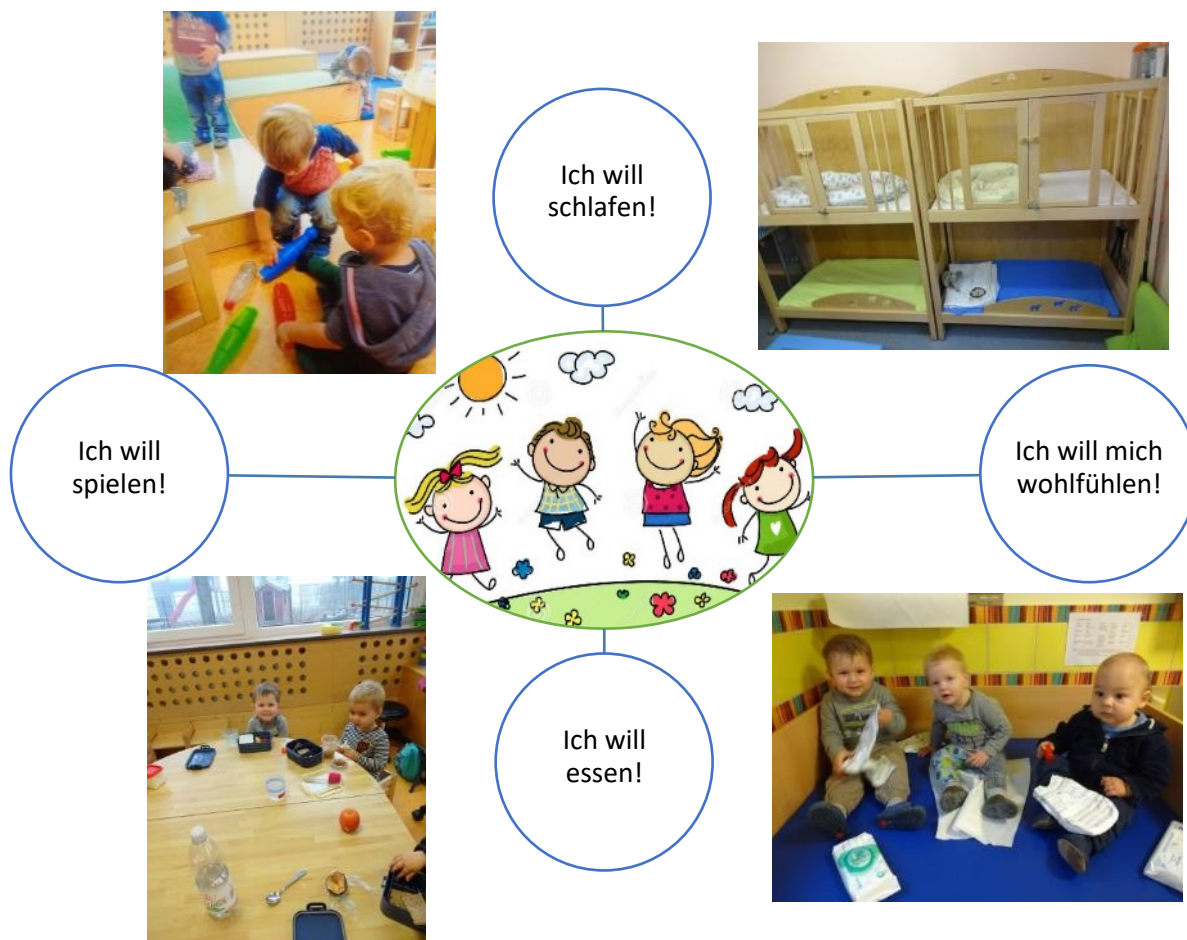 Ich will
schlafen!
Ich will
spielen!
Ich will mich
wohlfühlen!
Ich will
essen!